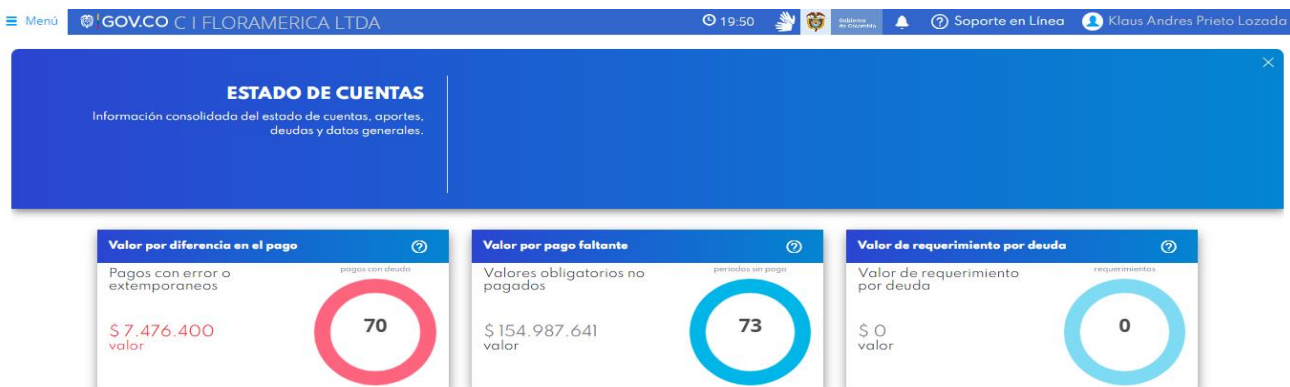 Menú GOV.CO C I FLORAMERICA LTDA 19:50 Gobierno de Colombia Soporte en Línea Klaus Andres Prieto Lozada
ESTADO DE CUENTAS
Información consolidada del estado de cuentas, aportes,
deudas y datos generales.
Valor por diferencia en el pago
Pagos con error o
extemporaneos
pagos con deuda
70
$ 7.476.400
valor
Valor por pago faltante
Valores obligatorios no
pagados
periodos sin pago
73
$ 154.987.641
valor
Valor de requerimiento por deuda
Valor de requerimiento
por deuda
requerimientos
0
$ 0
valor